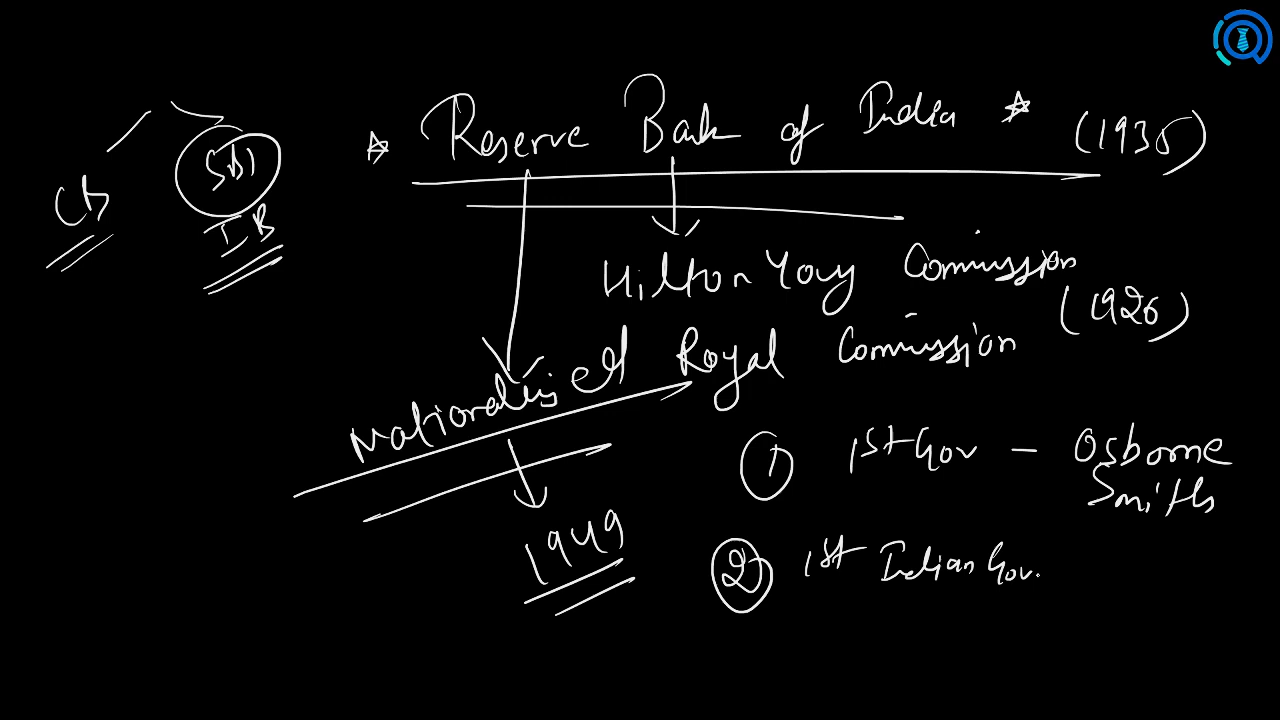 ☆ Reserve Bank of India ☆ (1935)
SBI
CB
IB
Hilton Young Commission
(1926)
Royal Commission
Nationalised
1st Gov - Osborne
Smith
1949
2 1st Indian Gov.